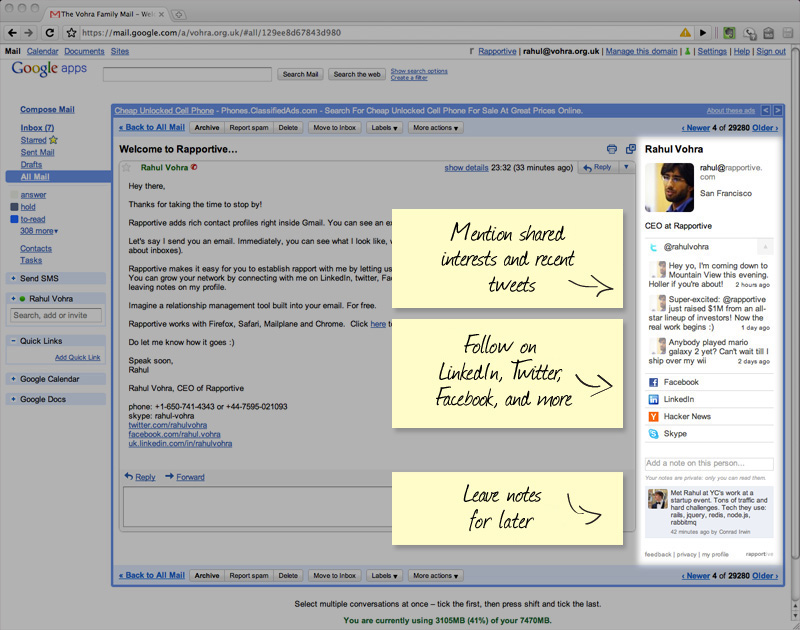 The Vohra Family Mail – Wel
https://mail.google.com/a/vohra.org.uk/#all/129ee8d67843d980
Mail Calendar Documents Sites
Rapportive | rahul@vohra.org.uk | Manage this domain | Settings | Help | Sign out
Google apps
Search Mail Search the web Show search options
Create a filter
Compose Mail
Inbox (7)
Starred
Sent Mail
Drafts
All Mail
answer
hold
to-read
308 more▾
Contacts
Tasks
+ Send SMS
+ Rahul Vohra
Search, add or invite
– Quick Links
Add Quick Link
+ Google Calendar
+ Google Docs
Cheap Unlocked Cell Phone - Phones.ClassifiedAds.com - Search For Cheap Unlocked Cell Phone For Sale At Great Prices Online. About these ads < >
« Back to All Mail Archive Report spam Delete Move to Inbox Labels ▾ More actions ▾ ‹ Newer 4 of 29280 Older ›
Welcome to Rapportive…
Rahul Vohra show details 23:32 (33 minutes ago) Reply ▾
Hey there,
Thanks for taking the time to stop by!
Rapportive adds rich contact profiles right inside Gmail. You can see an ex
Let's say I send you an email. Immediately, you can see what I look like,
about inboxes).
Rapportive makes it easy for you to establish rapport with me by letting us
You can grow your network by connecting with me on LinkedIn, twitter, Fa
leaving notes on my profile.
Imagine a relationship management tool built into your email. For free.
Rapportive works with Firefox, Safari, Mailplane and Chrome. Click here to
Do let me know how it goes :)
Speak soon,
Rahul
Rahul Vohra, CEO of Rapportive
phone: +1-650-741-4343 or +44-7595-021093
skype: rahul-vohra
twitter.com/rahulvohra
facebook.com/rahul.vohra
uk.linkedin.com/in/rahulvohra
Reply Forward
Mention shared
interests and recent
tweets
Follow on
LinkedIn, Twitter,
Facebook, and more
Leave notes
for later
Rahul Vohra
rahul@rapportive.
com
San Francisco
CEO at Rapportive
@rahulvohra
Hey yo, I'm coming down to
Mountain View this evening.
Holler if you're about! 2 hours ago
Super-excited: @rapportive
just raised $1M from an all-
star lineup of investors! Now the
real work begins :) 1 day ago
Anybody played mario
galaxy 2 yet? Can't wait till I
ship over my wii 2 days ago
Facebook
LinkedIn
Hacker News
Skype
Add a note on this person...
Your notes are private: only you can read them.
Met Rahul at YC's work at a
startup event. Tons of traffic and
hard challenges. Tech they use:
rails, jquery, redis, node.js,
rabbitmq
42 minutes ago by Conrad Irwin
feedback | privacy | my profile rapportive
« Back to All Mail Archive Report spam Delete Move to Inbox Labels ▾ More actions ▾ ‹ Newer 4 of 29280 Older ›
Select multiple conversations at once – tick the first, then press shift and tick the last.
You are currently using 3105MB (41%) of your 7470MB.